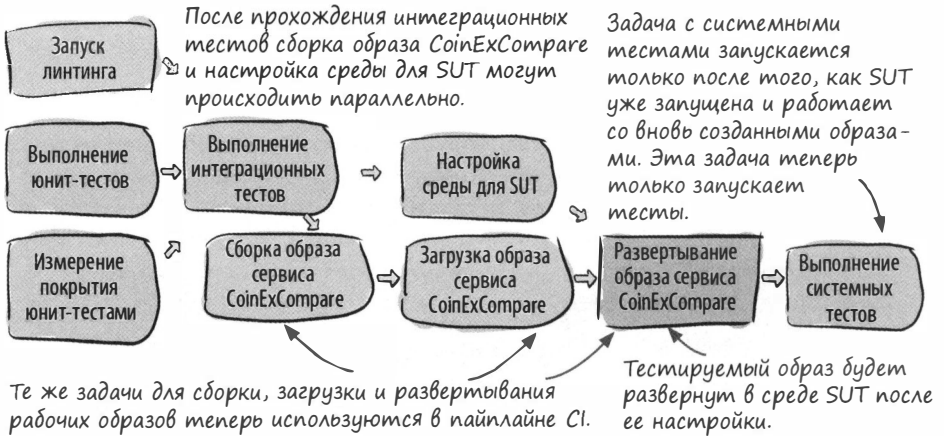 После прохождения интеграционных
тестов сборка образа CoinExCompare
и настройка среды для SUT могут
происходить параллельно.
Задача с системными
тестами запускается
только после того, как SUT
уже запущена и работает
со вновь созданными образа-
ми. Эта задача теперь
только запускает
тесты.
Запуск
линтинга
Выполнение
юнит-тестов
Измерение
покрытия
юнит-тестами
Выполнение
интеграционных
тестов
Настройка
среды для SUT
Сборка образа
сервиса
CoinExCompare
Загрузка образа
сервиса
CoinExCompare
Развертывание
образа сервиса
CoinExCompare
Выполнение
системных
тестов
Те же задачи для сборки, загрузки и развертывания
рабочих образов теперь используются в пайплайне CI.
Тестируемый образ будет
развернут в среде SUT после
ее настройки.